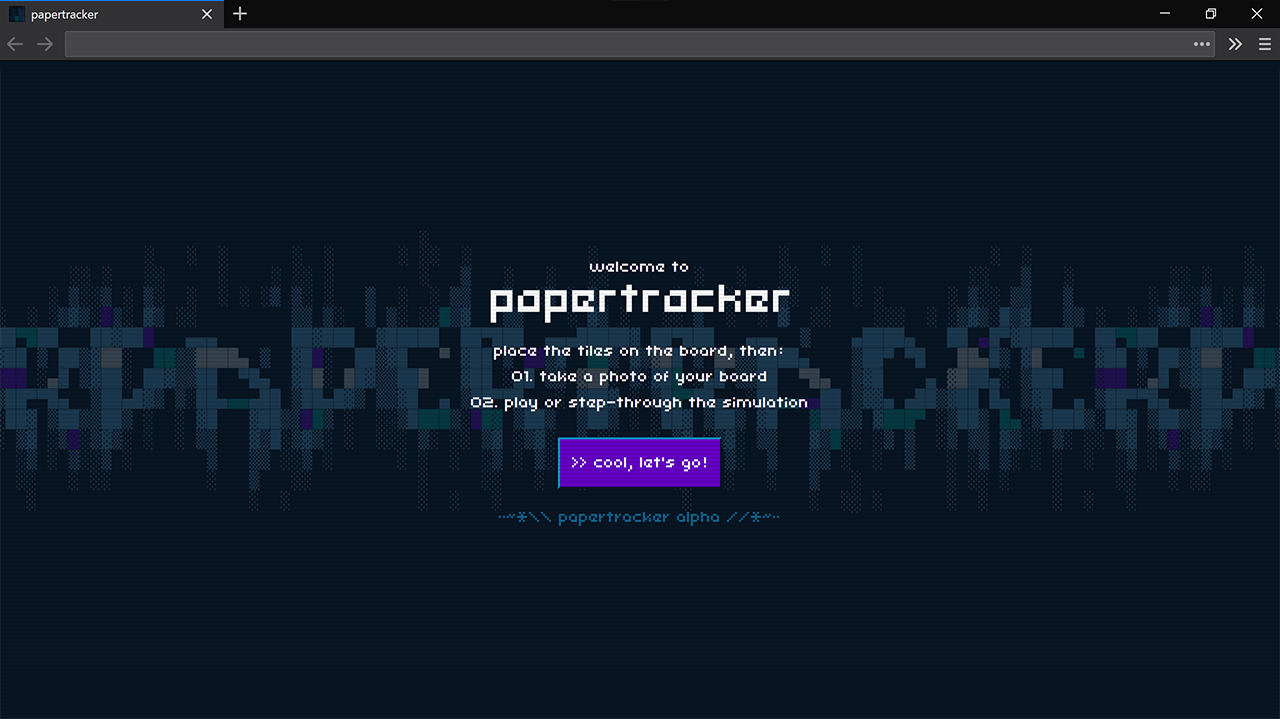 papertracker
welcome to
papertracker
place the tiles on the board, then:
01. take a photo of your board
02. play or step-through the simulation
>> cool, let's go!
··~*\\ papertracker alpha //*~··
PAPERTRACKER